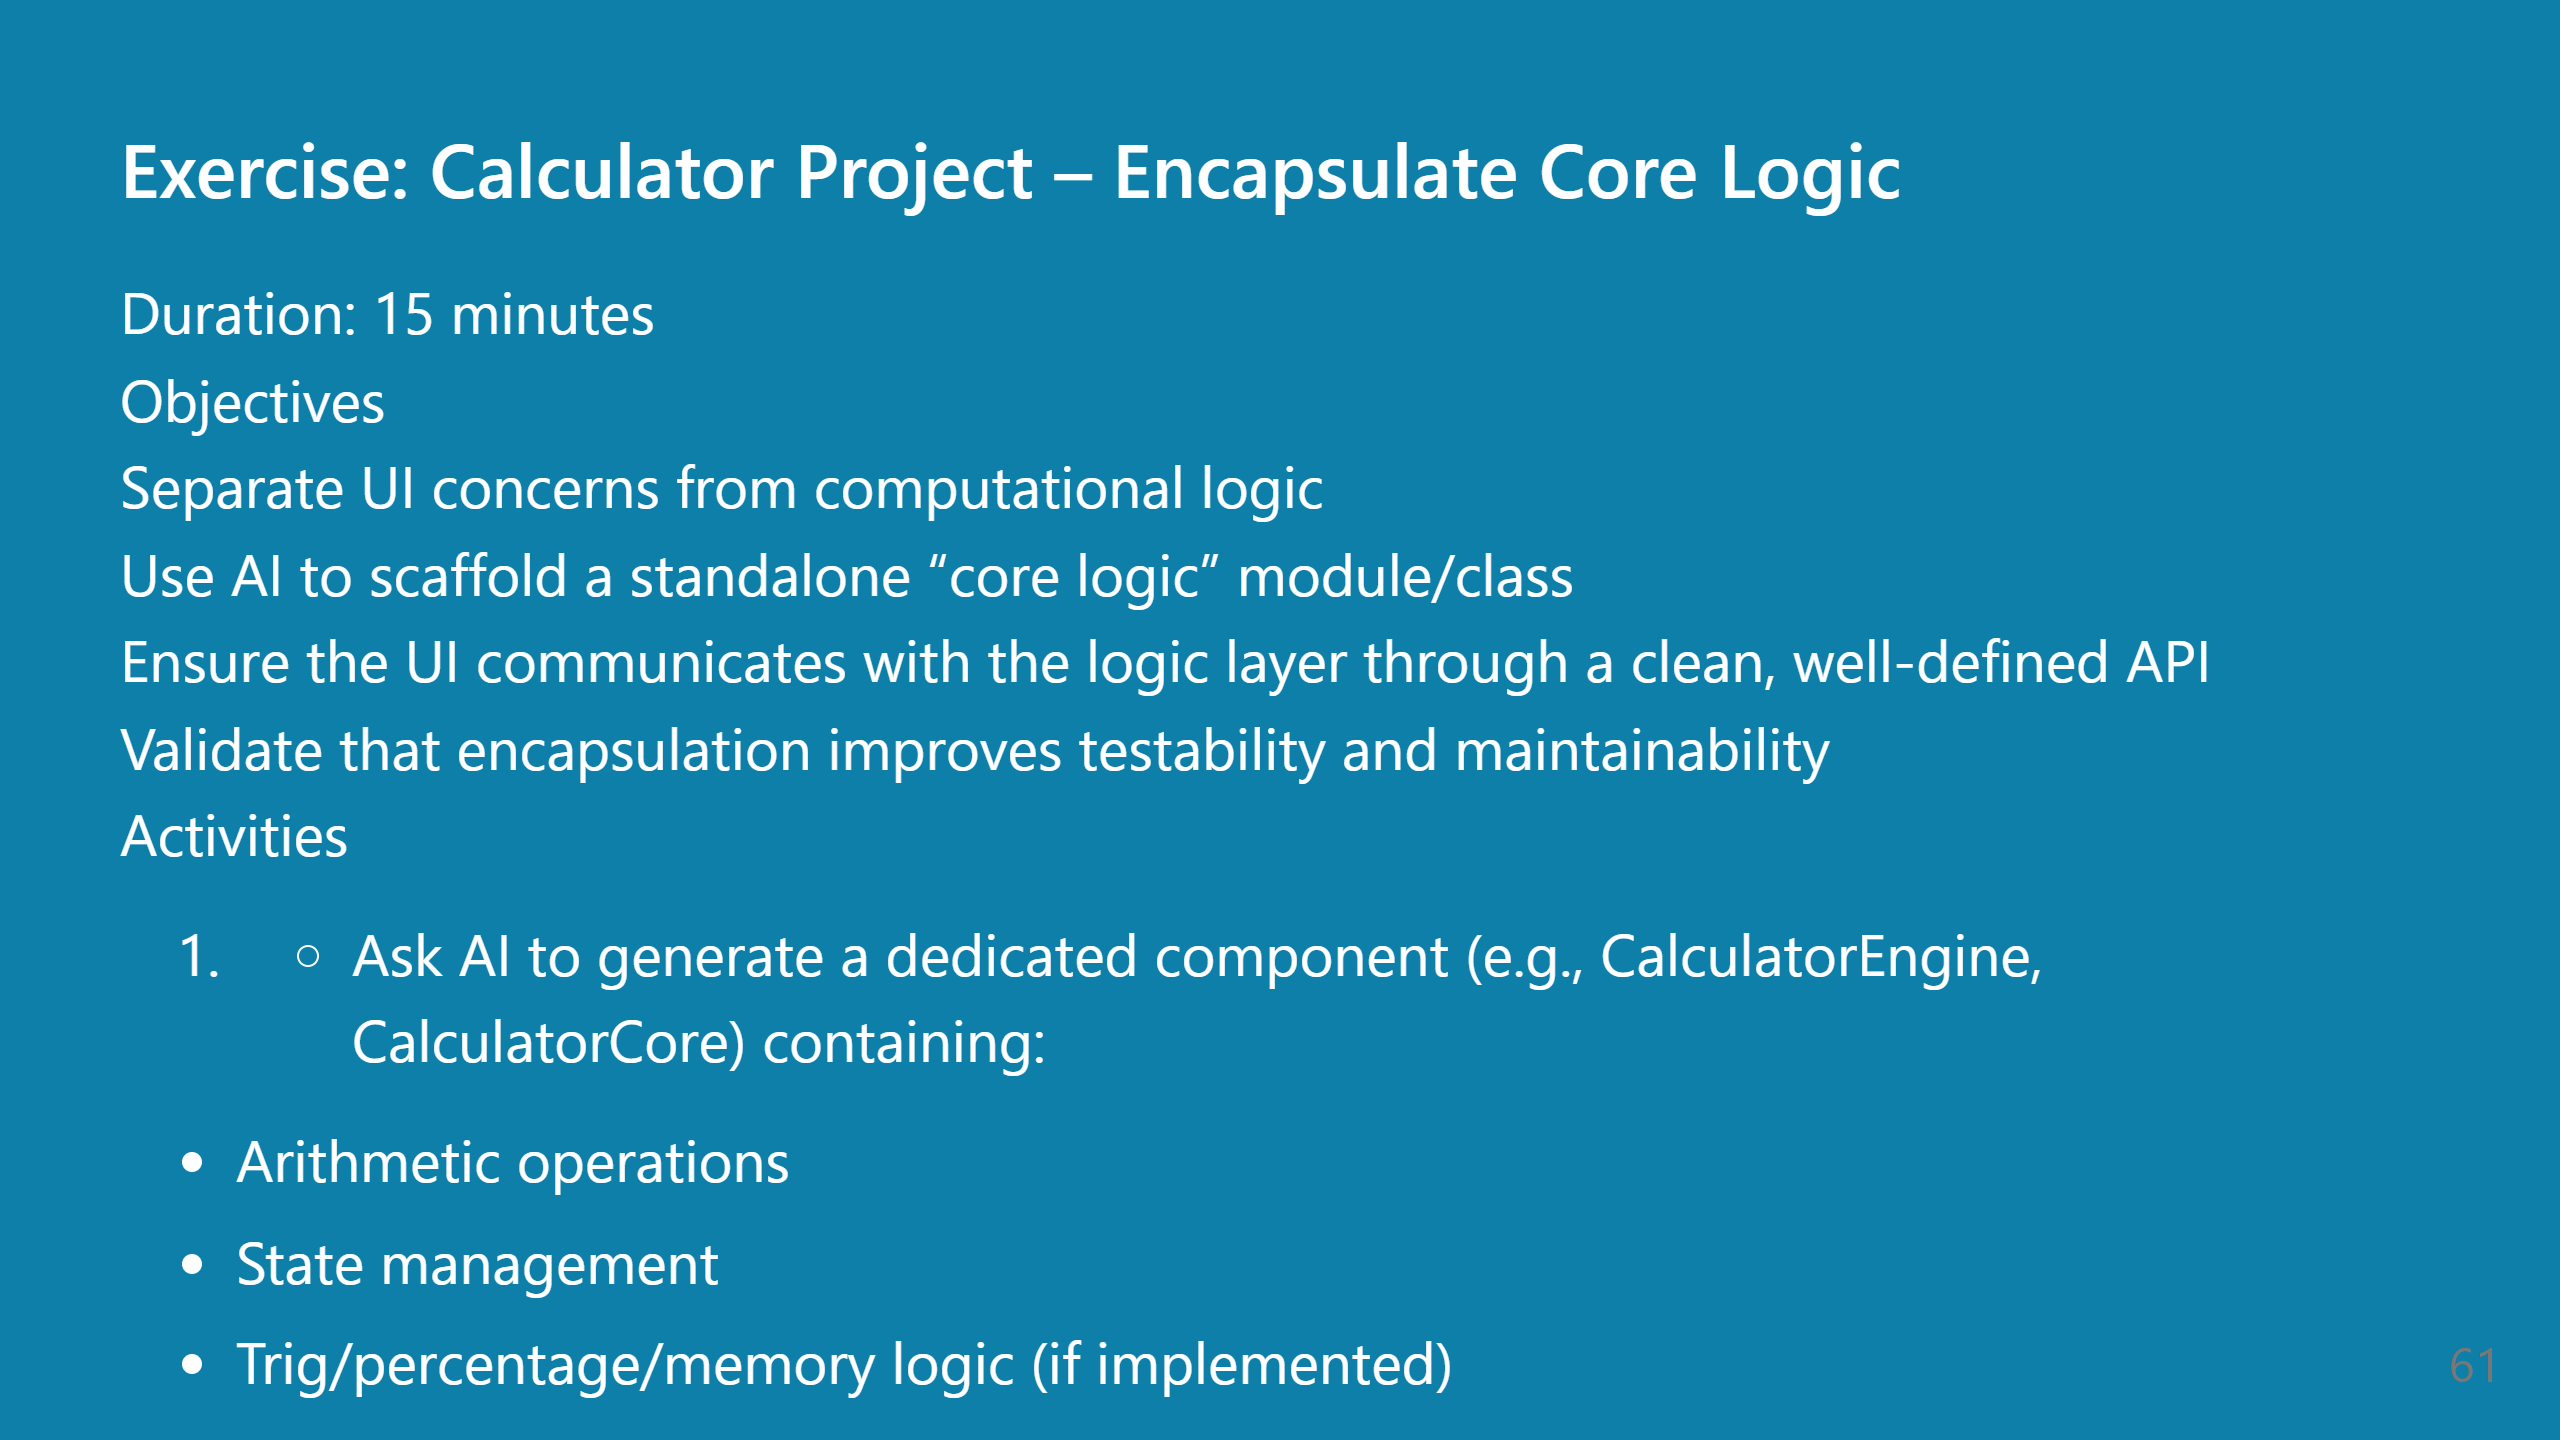 Exercise: Calculator Project – Encapsulate Core Logic
Duration: 15 minutes
Objectives
Separate UI concerns from computational logic
Use AI to scaffold a standalone “core logic” module/class
Ensure the UI communicates with the logic layer through a clean, well-defined API
Validate that encapsulation improves testability and maintainability
Activities
1. ○ Ask AI to generate a dedicated component (e.g., CalculatorEngine,
CalculatorCore) containing:
• Arithmetic operations
• State management
• Trig/percentage/memory logic (if implemented)
61